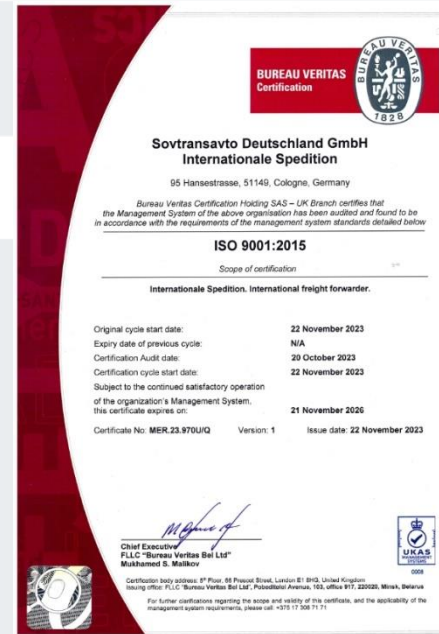 BUREAU VERITAS
Certification
BUREAU VERITAS
1828
Sovtransavto Deutschland GmbH
Internationale Spedition
95 Hansestrasse, 51149, Cologne, Germany
Bureau Veritas Certification Holding SAS – UK Branch certifies that
the Management System of the above organisation has been audited and found to be
in accordance with the requirements of the management system standards detailed below
ISO 9001:2015
Scope of certification
Internationale Spedition. International freight forwarder.
Original cycle start date: 22 November 2023
Expiry date of previous cycle: N/A
Certification Audit date: 20 October 2023
Certification cycle start date: 22 November 2023
Subject to the continued satisfactory operation
of the organization's Management System,
this certificate expires on: 21 November 2026
Certificate No: MER.23.970U/Q Version: 1 Issue date: 22 November 2023
Chief Executive
FLLC "Bureau Veritas Bel Ltd"
Mukhamed S. Malikov
UKAS
MANAGEMENT
SYSTEMS
0008
Certification body address: 5th Floor, 66 Prescot Street, London E1 8HG, United Kingdom
Issuing office: FLLC "Bureau Veritas Bel Ltd", Pobeditelei Avenue, 103, office 917, 220020, Minsk, Belarus
For further clarifications regarding the scope and validity of this certificate, and the applicability of the
management system requirements, please call: +375 17 308 71 71